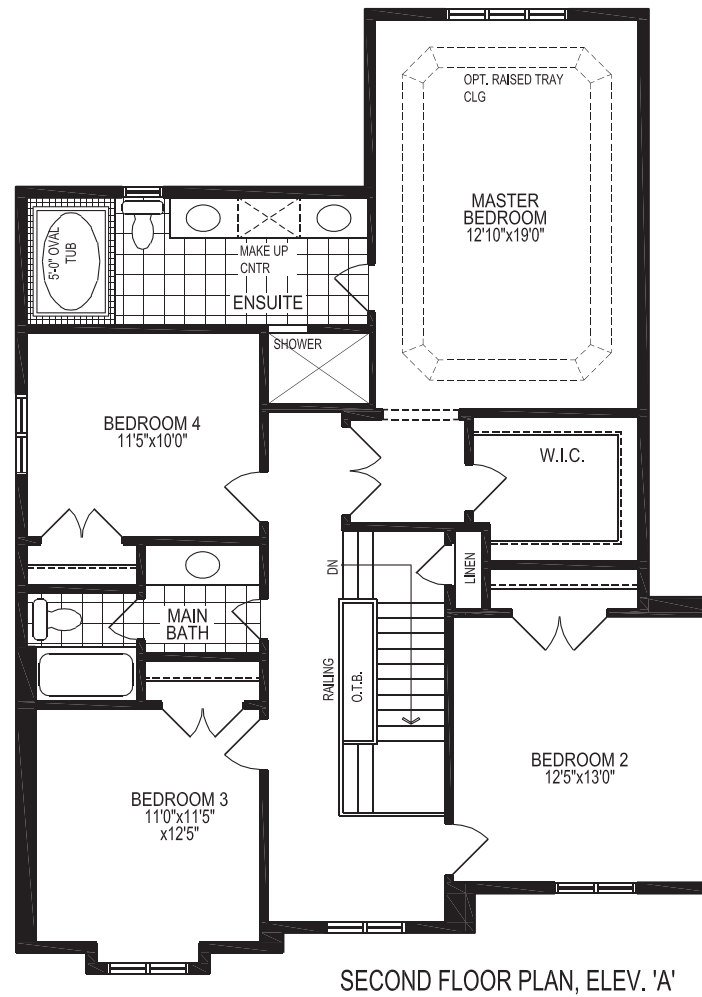 OPT. RAISED TRAY
CLG
MASTER
BEDROOM
12'10"x19'0"
5'-0" OVAL
TUB
MAKE UP
CNTR
ENSUITE
SHOWER
BEDROOM 4
11'5"x10'0"
W.I.C.
DN
LINEN
MAIN
BATH
RAILING
O.T.B.
BEDROOM 2
12'5"x13'0"
BEDROOM 3
11'0"x11'5"
x12'5"
SECOND FLOOR PLAN, ELEV. 'A'